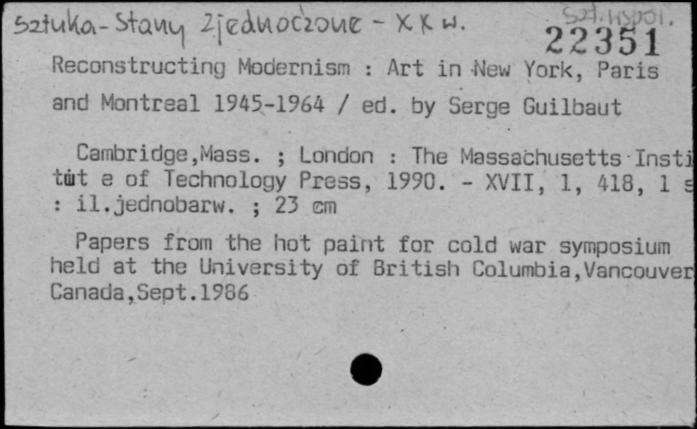 Sztuka - Stany Zjednoczone - XX w.
Szt. współ.
22351
Reconstructing Modernism : Art in New York, Paris
and Montreal 1945-1964 / ed. by Serge Guilbaut
Cambridge,Mass. ; London : The Massachusetts Insti
tut e of Technology Press, 1990. - XVII, 1, 418, 1 s
: il.jednobarw. ; 23 cm
Papers from the hot paint for cold war symposium
held at the University of British Columbia,Vancouver
Canada,Sept.1986